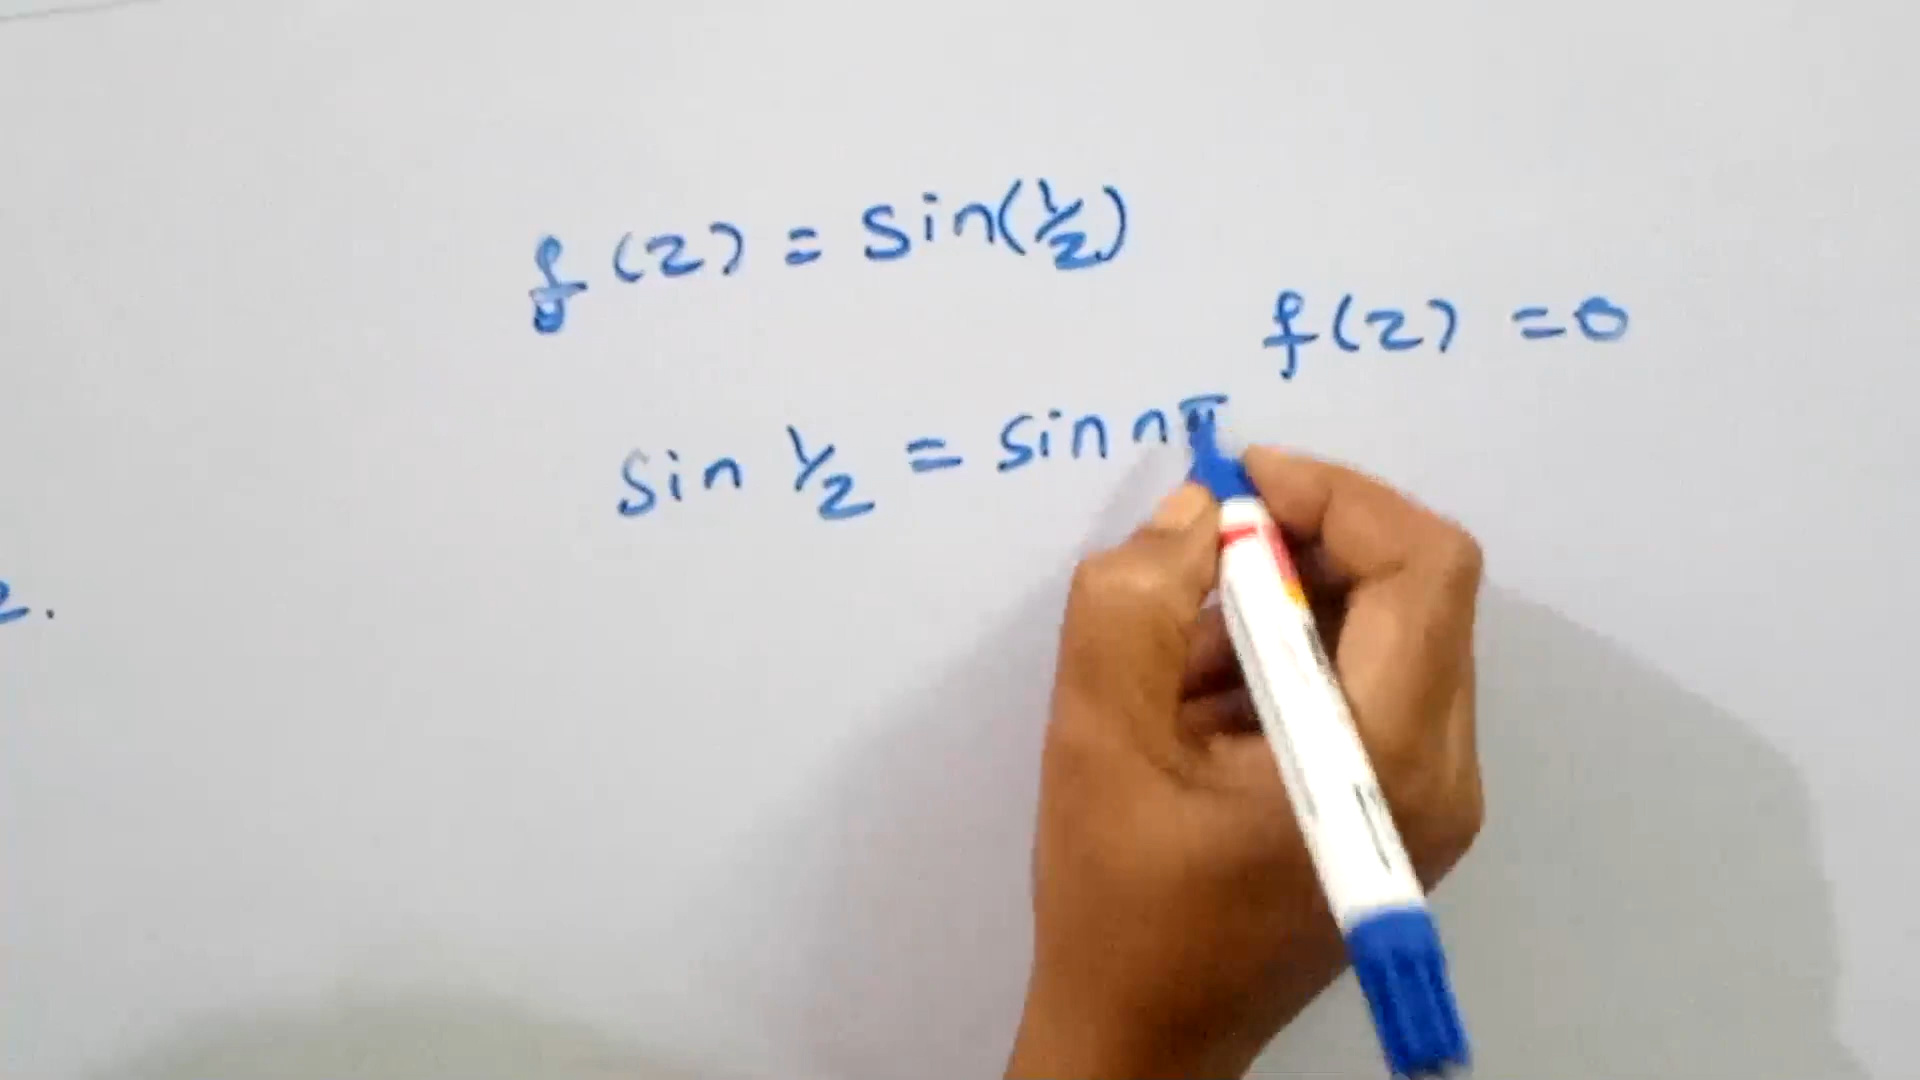 f(z) = sin(1/z)
f(z) = 0
sin 1/z = sin nπ